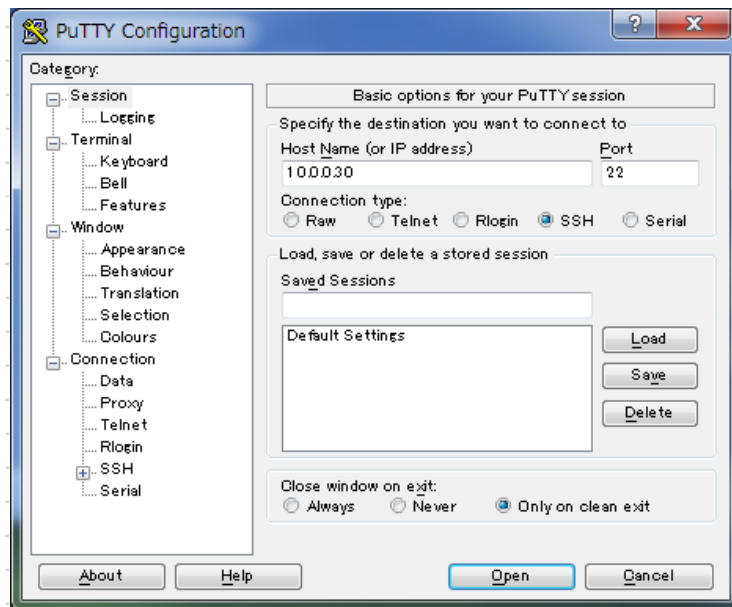 PuTTY Configuration
Category:
Session
Logging
Terminal
Keyboard
Bell
Features
Window
Appearance
Behaviour
Translation
Selection
Colours
Connection
Data
Proxy
Telnet
Rlogin
SSH
Serial
Basic options for your PuTTY session
Specify the destination you want to connect to
Host Name (or IP address) Port
10.0.0.30 22
Connection type:
Raw Telnet Rlogin SSH Serial
Load, save or delete a stored session
Saved Sessions
Default Settings
Load
Save
Delete
Close window on exit:
Always Never Only on clean exit
About Help Open Cancel